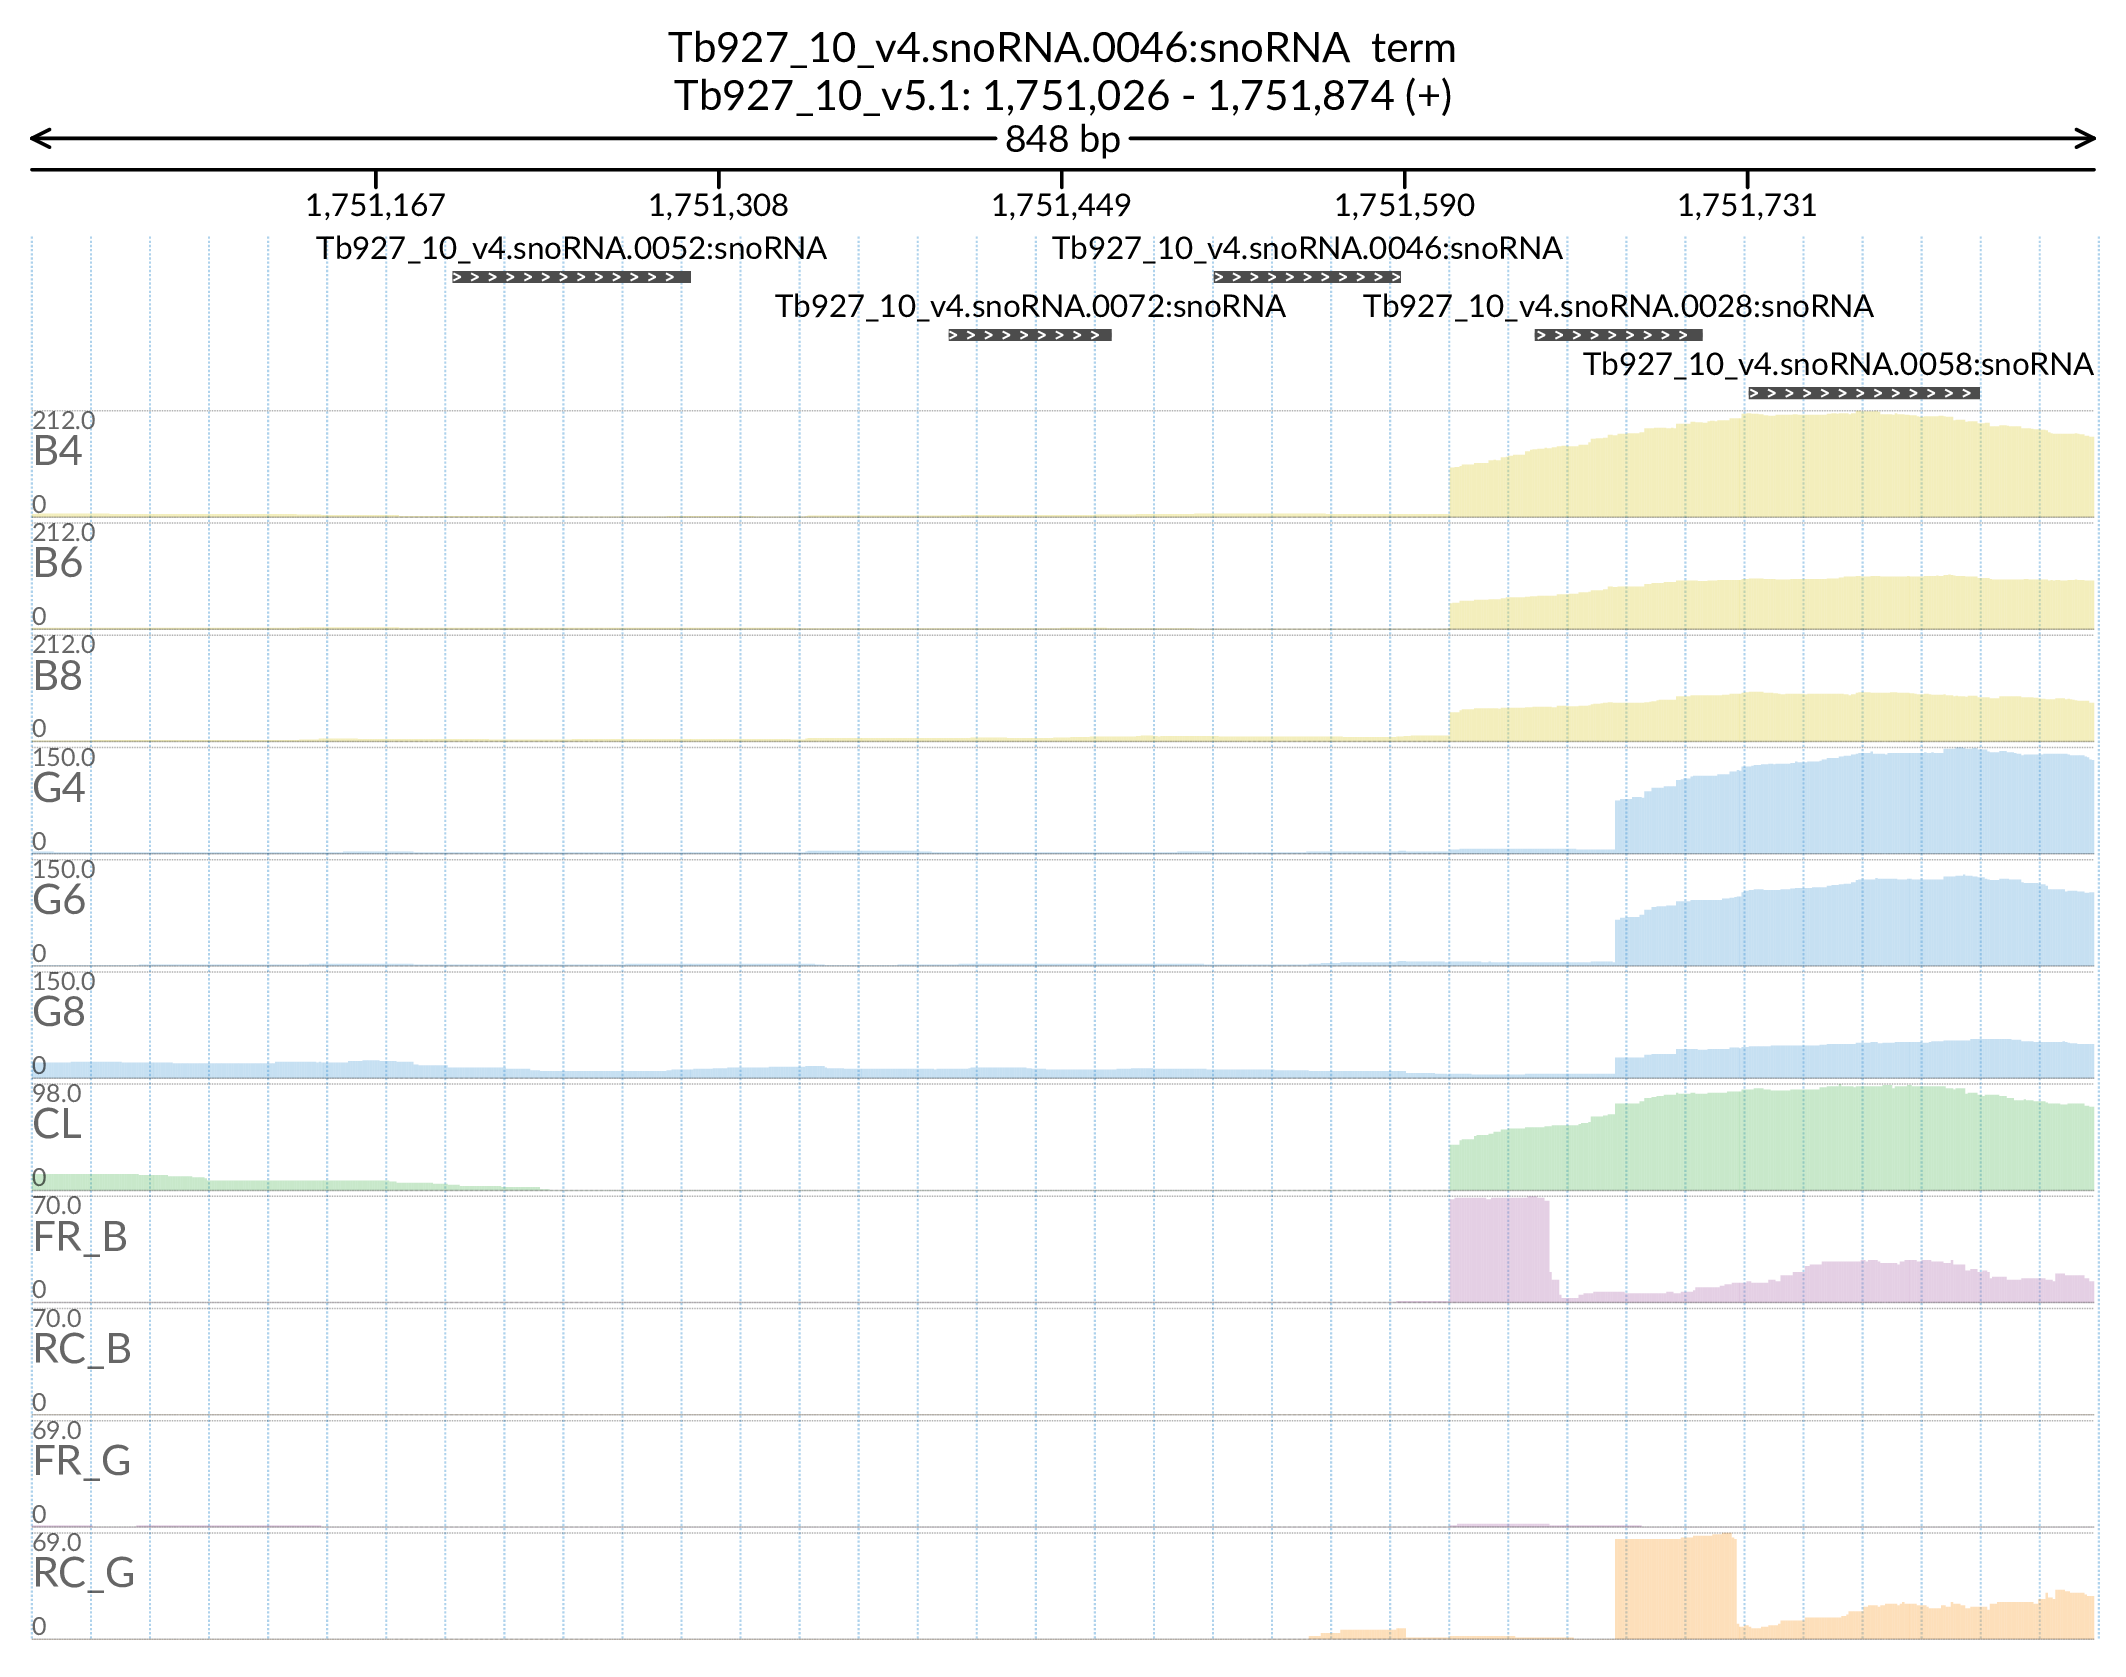 Tb927_10_v4.snoRNA.0046:snoRNA  term
Tb927_10_v5.1: 1,751,026 - 1,751,874 (+)
848 bp
1,751,167 1,751,308 1,751,449 1,751,590 1,751,731
Tb927_10_v4.snoRNA.0052:snoRNA Tb927_10_v4.snoRNA.0046:snoRNA
Tb927_10_v4.snoRNA.0072:snoRNA Tb927_10_v4.snoRNA.0028:snoRNA
Tb927_10_v4.snoRNA.0058:snoRNA
212.0
B4
0
212.0
B6
0
212.0
B8
0
150.0
G4
0
150.0
G6
0
150.0
G8
0
98.0
CL
0
70.0
FR_B
0
70.0
RC_B
0
69.0
FR_G
0
69.0
RC_G
0